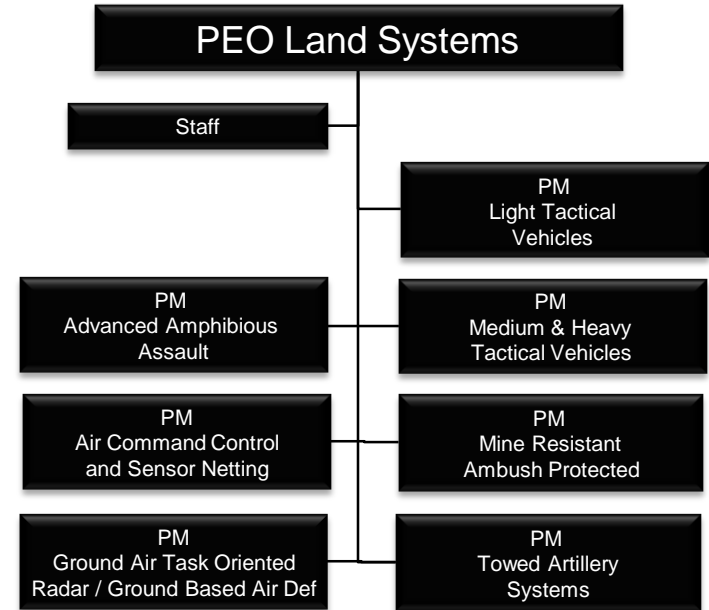 PEO Land Systems
Staff
PM
Light Tactical
Vehicles
PM
Advanced Amphibious
Assault
PM
Medium & Heavy
Tactical Vehicles
PM
Air Command Control
and Sensor Netting
PM
Mine Resistant
Ambush Protected
PM
Ground Air Task Oriented
Radar / Ground Based Air Def
PM
Towed Artillery
Systems